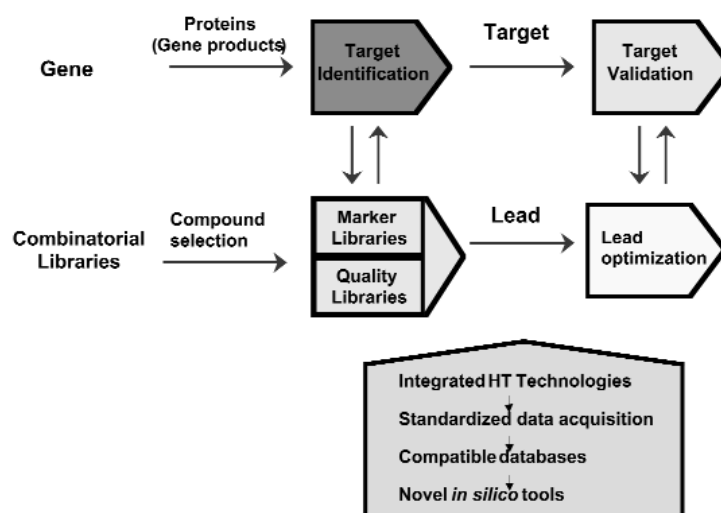 Proteins
(Gene products)
Gene
Target
Identification
Target
Target
Validation
Combinatorial
Libraries
Compound
selection
Marker
Libraries
Quality
Libraries
Lead
Lead
optimization
Integrated HT Technologies
Standardized data acquisition
Compatible databases
Novel in silico tools